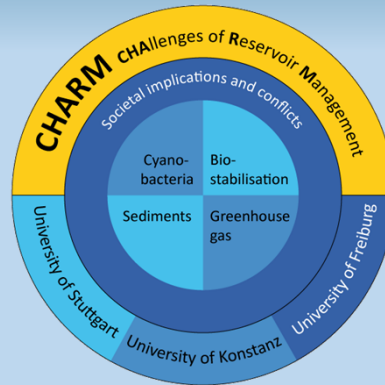 CHARM CHAllenges of Reservoir Management
Societal implications and conflicts
Cyano-
bacteria
Bio-
stabilisation
Sediments
Greenhouse
gas
University of Stuttgart
University of Konstanz
University of Freiburg